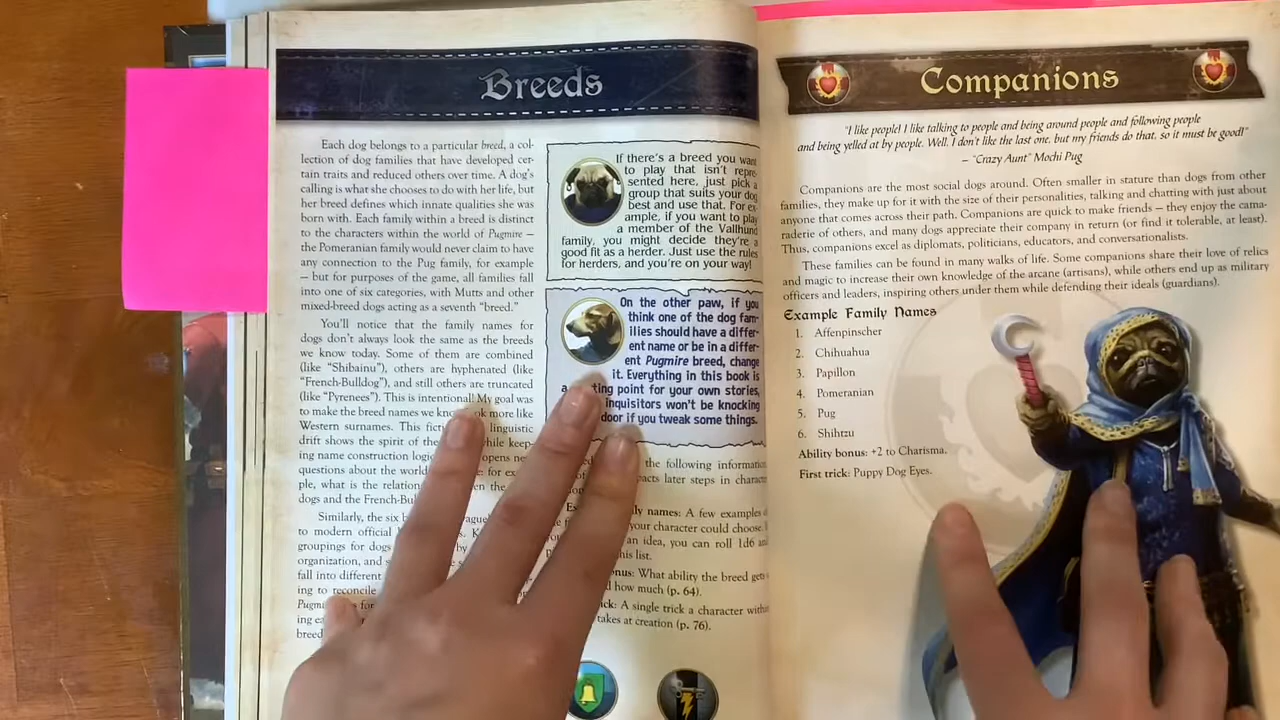 Breeds
Each dog belongs to a particular breed, a col-
lection of dog families that have developed cer-
tain traits and reduced others over time. A dog's
calling is what she chooses to do with her life, but
her breed defines which innate qualities she was
born with. Each family within a breed is distinct
to the characters within the world of Pugmire —
the Pomeranian family would never claim to have
any connection to the Pug family, for example
— but for purposes of the game, all families fall
into one of six categories, with Mutts and other
mixed-breed dogs acting as a seventh "breed."
You'll notice that the family names for
dogs don't always look the same as the breeds
we know today. Some of them are combined
(like "Shibainu"), others are hyphenated (like
"French-Bulldog"), and still others are truncated
(like "Pyrenees"). This is intentional! My goal was
to make the breed names we ok more like
Western surnames. This linguistic
drift shows the spirit of the while keep-
ing name construction opens
questions about the world for ex-
ple, what is the relation the
dogs and the French-Bul
Similarly, the six
to modern official
groupings for dogs by
organization, and
fall into different
ing to reconcile
for
ing
breed
If there's a breed you want
to play that isn't repre-
sented here, just pick a
group that suits your dog
best and use that. For ex-
ample, if you want to play
a member of the Vallhund
family, you might decide they're a
good fit as a herder. Just use the rules
for herders, and you're on your way!
On the other paw, if you
think one of the dog fam-
ilies should have a differ-
ent name or be in a differ-
ent Pugmire breed, change
it. Everything in this book is
a ting point for your own stories,
inquisitors won't be knocking
door if you tweak some things.
the following information
acts later steps in
names: A few examples
your character could choose.
an idea, you can roll 1d6
his list.
nus: What ability the breed gets
how much (p. 64).
ick: A single trick a character
takes at creation (p. 76).
Companions
"I like people! I like talking to people and being around people and following people
and being yelled at by people. Well. I don't like the last one, but my friends do that, so it must be good!"
— "Crazy Aunt" Mochi Pug
Companions are the most social dogs around. Often smaller in stature than dogs from other
families, they make up for it with the size of their personalities, talking and chatting with just about
anyone that comes across their path. Companions are quick to make friends — they enjoy the cama-
raderie of others, and many dogs appreciate their company in return (or find it tolerable, at least).
Thus, companions excel as diplomats, politicians, educators, and conversationalists.
These families can be found in many walks of life. Some companions share their love of relics
and magic to increase their own knowledge of the arcane (artisans), while others end up as military
officers and leaders, inspiring others under them while defending their ideals (guardians).
Example Family Names
1. Affenpinscher
2. Chihuahua
3. Papillon
4. Pomeranian
5. Pug
6. Shihtzu
Ability bonus: +2 to Charisma.
First trick: Puppy Dog Eyes.